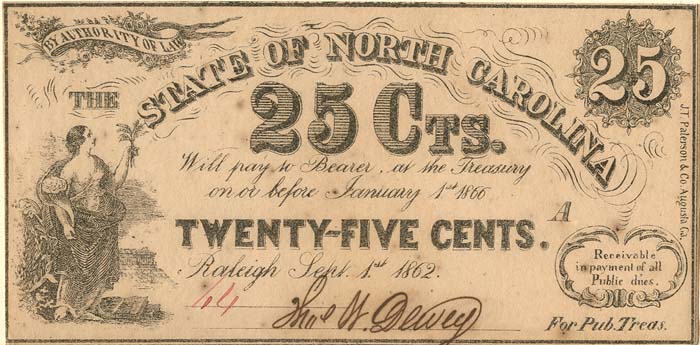 BY AUTHORITY OF LAW
THE
STATE OF NORTH CAROLINA
25
25 CTS.
Will pay to Bearer, at the Treasury
on or before January 1st 1866
A
TWENTY-FIVE CENTS.
Raleigh Sept. 1st 1862.
44
Thos W. Dewey
Receivable
in payment of all
Public dues.
For Pub. Treas.
J.T. Paterson & Co. Augusta Ga.